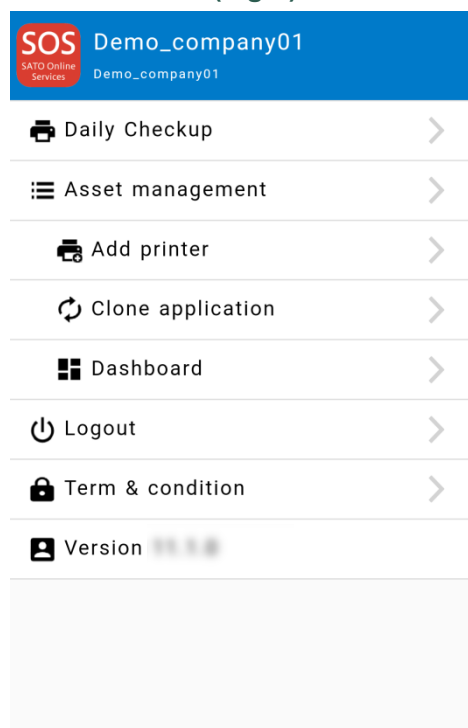 SOS
SATO Online
Services
Demo_company01
Demo_company01
Daily Checkup
Asset management
Add printer
Clone application
Dashboard
Logout
Term & condition
Version